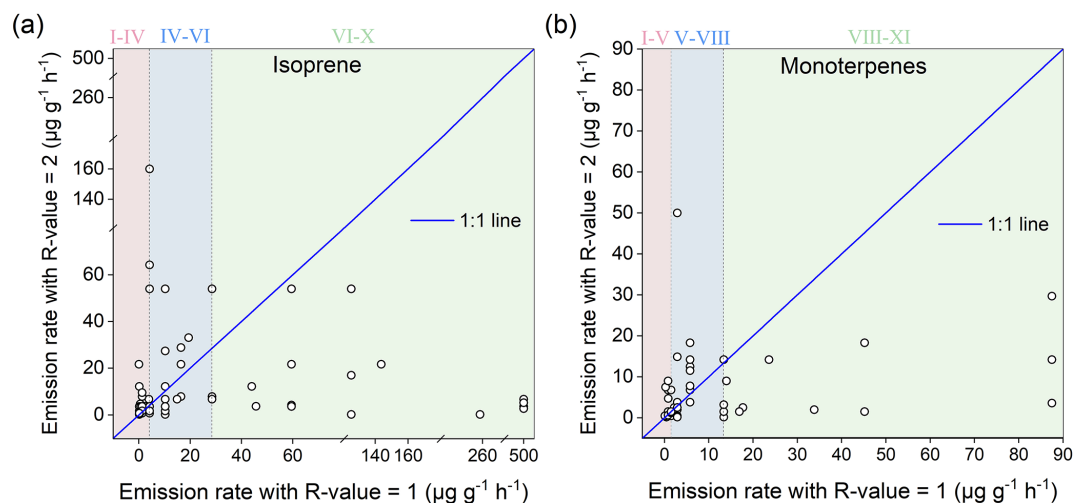 (a)
I-IV IV-VI VI-X
Isoprene
Emission rate with R-value = 2 (μg g⁻¹ h⁻¹)
500
260
160
140
60
40
20
0
1:1 line
0 20 40 60 140 160 260 500
Emission rate with R-value = 1 (μg g⁻¹ h⁻¹)
(b)
I-V V-VIII VIII-XI
Monoterpenes
Emission rate with R-value = 2 (μg g⁻¹ h⁻¹)
90
80
70
60
50
40
30
20
10
0
1:1 line
0 10 20 30 40 50 60 70 80 90
Emission rate with R-value = 1 (μg g⁻¹ h⁻¹)